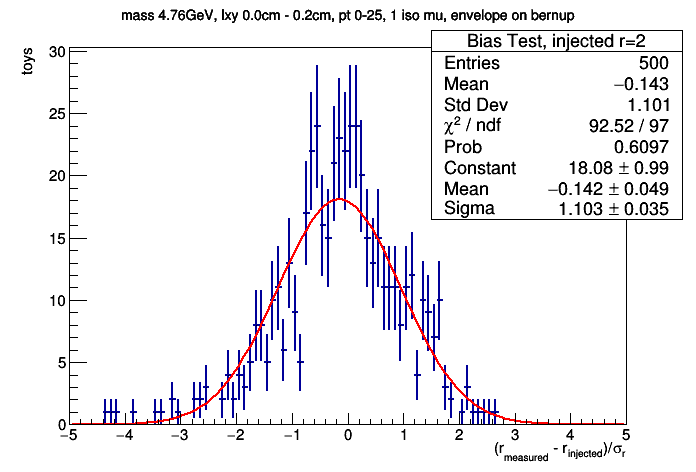 mass 4.76GeV, lxy 0.0cm - 0.2cm, pt 0-25, 1 iso mu, envelope on bernup
Bias Test, injected r=2
Entries 500
Mean −0.143
Std Dev 1.101
χ² / ndf 92.52 / 97
Prob 0.6097
Constant 18.08 ± 0.99
Mean −0.142 ± 0.049
Sigma 1.103 ± 0.035
toys
30
25
20
15
10
5
0
−5 −4 −3 −2 −1 0 1 2 3 4 5
(r_measured - r_injected)/σ_r